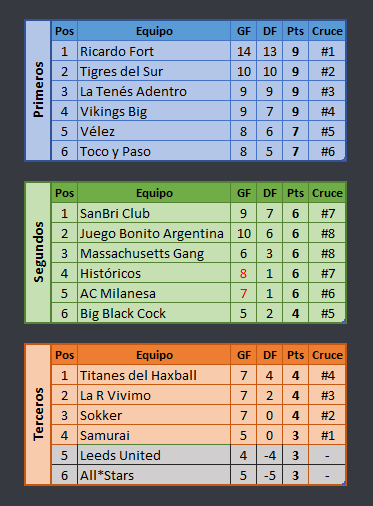 Primeros
Pos Equipo GF DF Pts Cruce
1 Ricardo Fort 14 13 9 #1
2 Tigres del Sur 10 10 9 #2
3 La Tenés Adentro 9 9 9 #3
4 Vikings Big 9 7 9 #4
5 Vélez 8 6 7 #5
6 Toco y Paso 8 5 7 #6
Segundos
Pos Equipo GF DF Pts Cruce
1 SanBri Club 9 7 6 #7
2 Juego Bonito Argentina 10 6 6 #8
3 Massachusetts Gang 6 3 6 #8
4 Históricos 8 1 6 #7
5 AC Milanesa 7 1 6 #6
6 Big Black Cock 5 2 4 #5
Terceros
Pos Equipo GF DF Pts Cruce
1 Titanes del Haxball 7 4 4 #4
2 La R Vivimo 7 2 4 #3
3 Sokker 7 0 4 #2
4 Samurai 5 0 3 #1
5 Leeds United 4 -4 3 -
6 All*Stars 5 -5 3 -